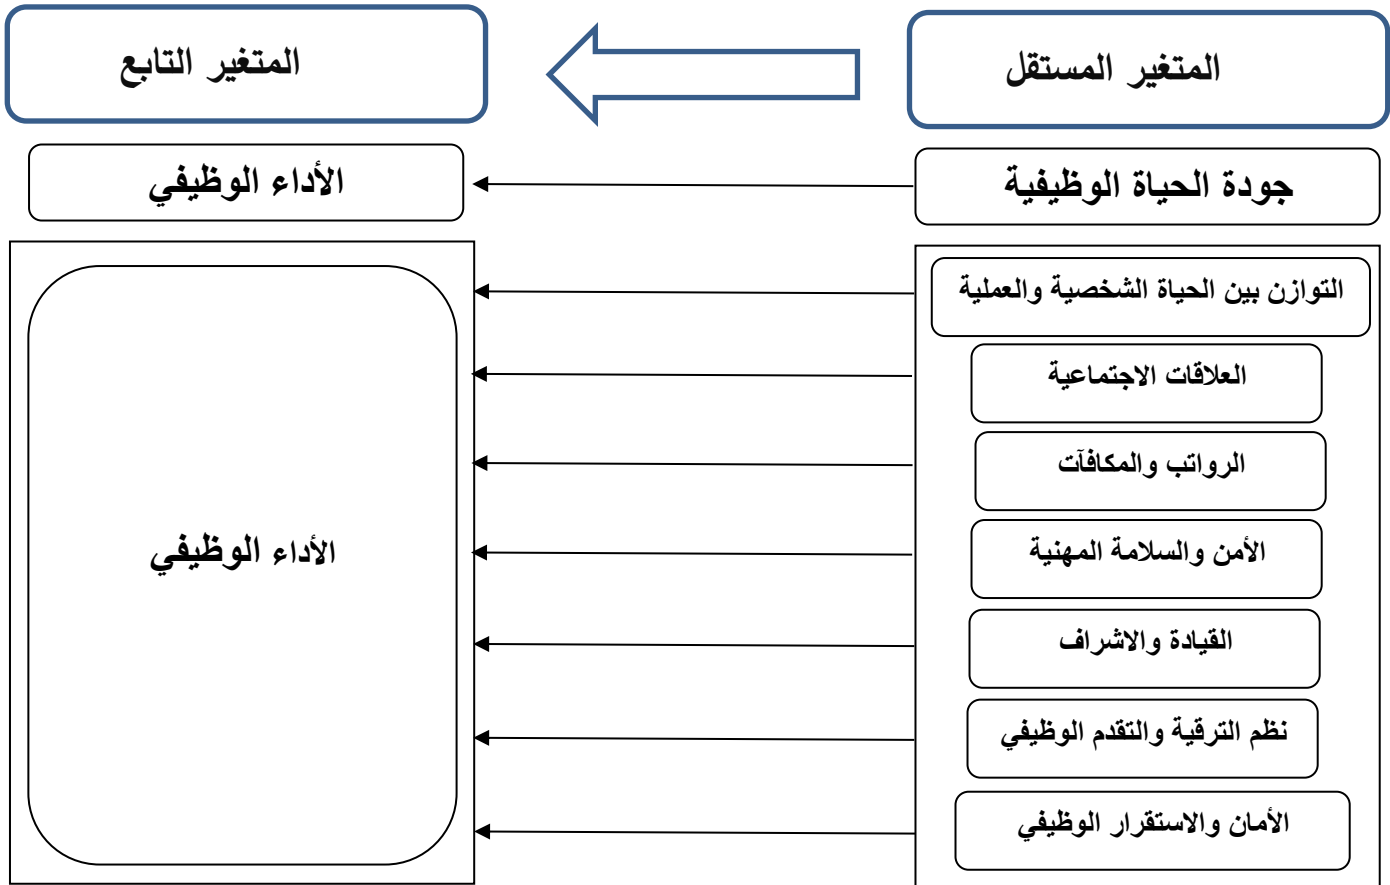 المتغير المستقل
المتغير التابع
جودة الحياة الوظيفية
الأداء الوظيفي
التوازن بين الحياة الشخصية والعملية
العلاقات الاجتماعية
الرواتب والمكافآت
الأمن والسلامة المهنية
القيادة والاشراف
نظم الترقية والتقدم الوظيفي
الأمان والاستقرار الوظيفي
الأداء الوظيفي